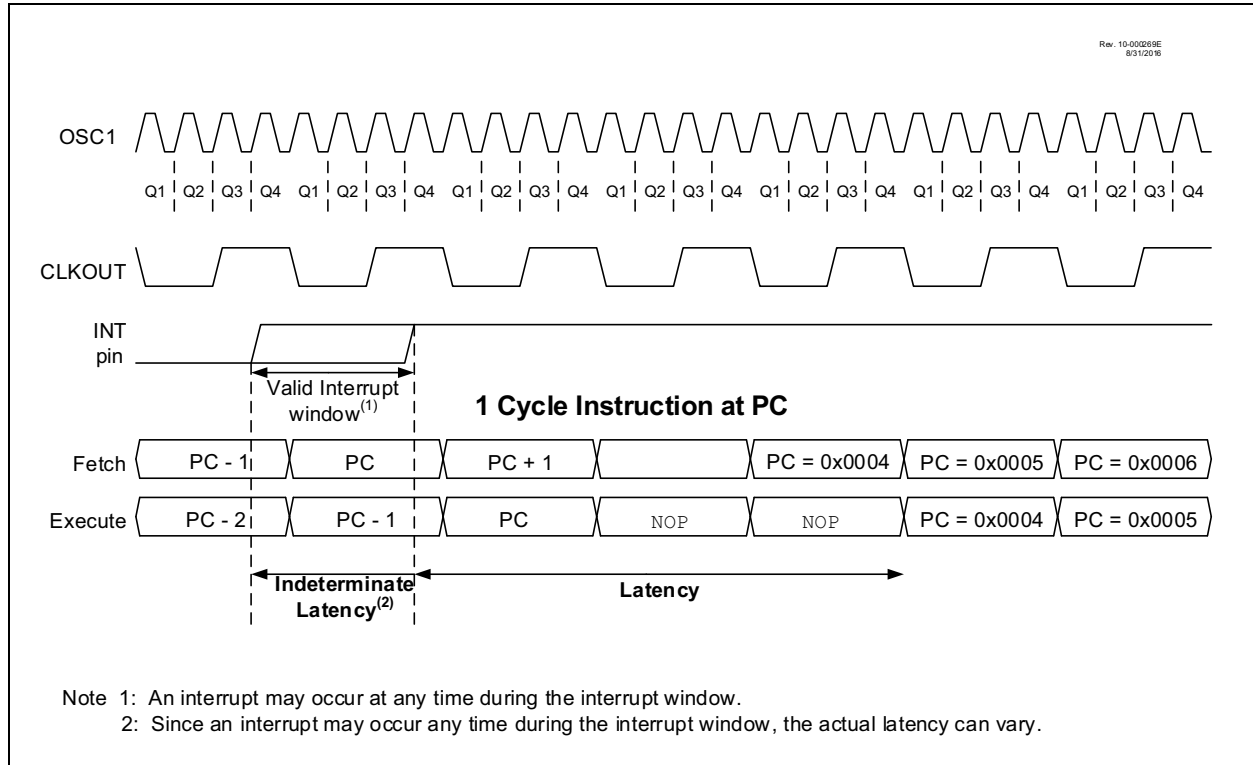 Rev. 10-000269E
8/31/2016
OSC1
Q1 Q2 Q3 Q4 Q1 Q2 Q3 Q4 Q1 Q2 Q3 Q4 Q1 Q2 Q3 Q4 Q1 Q2 Q3 Q4 Q1 Q2 Q3 Q4 Q1 Q2 Q3 Q4
CLKOUT
INT
pin
Valid Interrupt
window(1)
1 Cycle Instruction at PC
Fetch PC - 1 PC PC + 1 PC = 0x0004 PC = 0x0005 PC = 0x0006
Execute PC - 2 PC - 1 PC NOP NOP PC = 0x0004 PC = 0x0005
Indeterminate
Latency(2)
Latency
Note 1: An interrupt may occur at any time during the interrupt window.
2: Since an interrupt may occur any time during the interrupt window, the actual latency can vary.